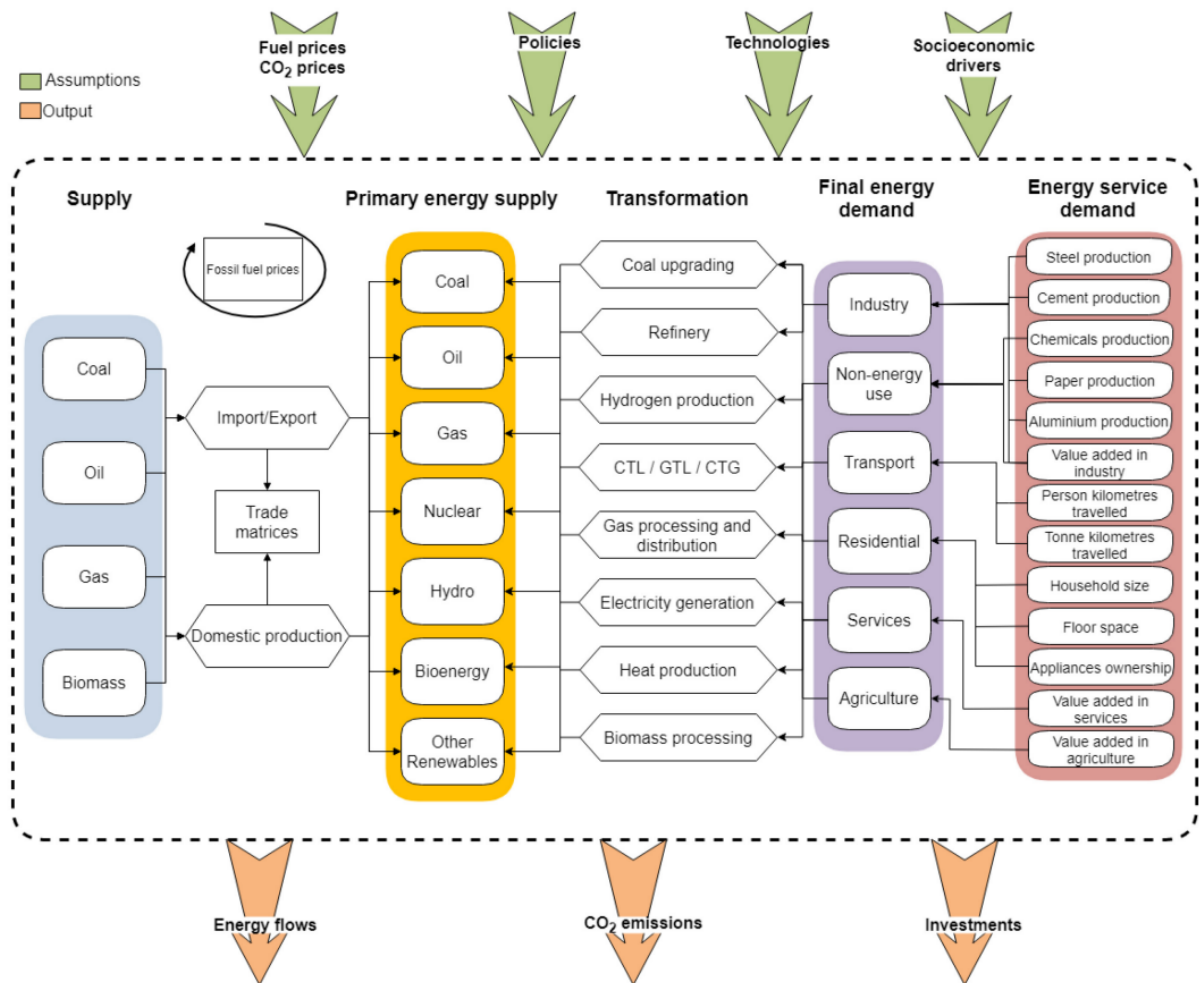 Fuel prices
CO2 prices
Policies
Technologies
Socioeconomic
drivers
Assumptions
Output
Supply
Primary energy supply
Transformation
Final energy
demand
Energy service
demand
Fossil fuel prices
Coal
Oil
Gas
Biomass
Import/Export
Trade
matrices
Domestic production
Coal
Oil
Gas
Nuclear
Hydro
Bioenergy
Other
Renewables
Coal upgrading
Refinery
Hydrogen production
CTL / GTL / CTG
Gas processing and
distribution
Electricity generation
Heat production
Biomass processing
Industry
Non-energy
use
Transport
Residential
Services
Agriculture
Steel production
Cement production
Chemicals production
Paper production
Aluminium production
Value added in
industry
Person kilometres
travelled
Tonne kilometres
travelled
Household size
Floor space
Appliances ownership
Value added in
services
Value added in
agriculture
Energy flows
CO2 emissions
Investments